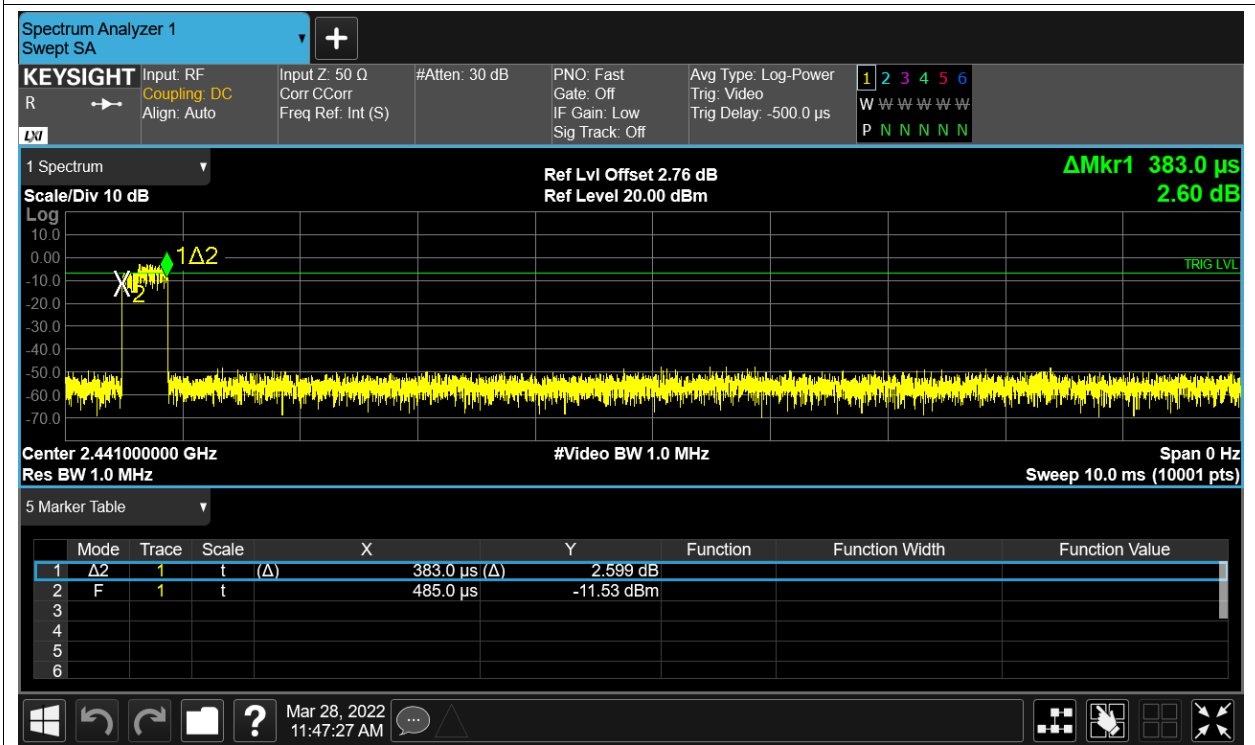 Spectrum Analyzer 1
Swept SA
KEYSIGHT Input: RF Input Z: 50 Ω #Atten: 30 dB PNO: Fast Avg Type: Log-Power 1 2 3 4 5 6
R Coupling: DC Corr CCorr Gate: Off Trig: Video W W W W W W
Align: Auto Freq Ref: Int (S) IF Gain: Low Trig Delay: -500.0 µs P N N N N N
LXI Sig Track: Off
1 Spectrum Ref Lvl Offset 2.76 dB ΔMkr1 383.0 µs
Scale/Div 10 dB Ref Level 20.00 dBm 2.60 dB
Log
10.0
0.00 1Δ2 TRIG LVL
-10.0 X2
-20.0
-30.0
-40.0
-50.0
-60.0
-70.0
Center 2.441000000 GHz #Video BW 1.0 MHz Span 0 Hz
Res BW 1.0 MHz Sweep 10.0 ms (10001 pts)
5 Marker Table
Mode Trace Scale X Y Function Function Width Function Value
1 Δ2 1 t (Δ) 383.0 µs (Δ) 2.599 dB
2 F 1 t 485.0 µs -11.53 dBm
3
4
5
6
? Mar 28, 2022
11:47:27 AM